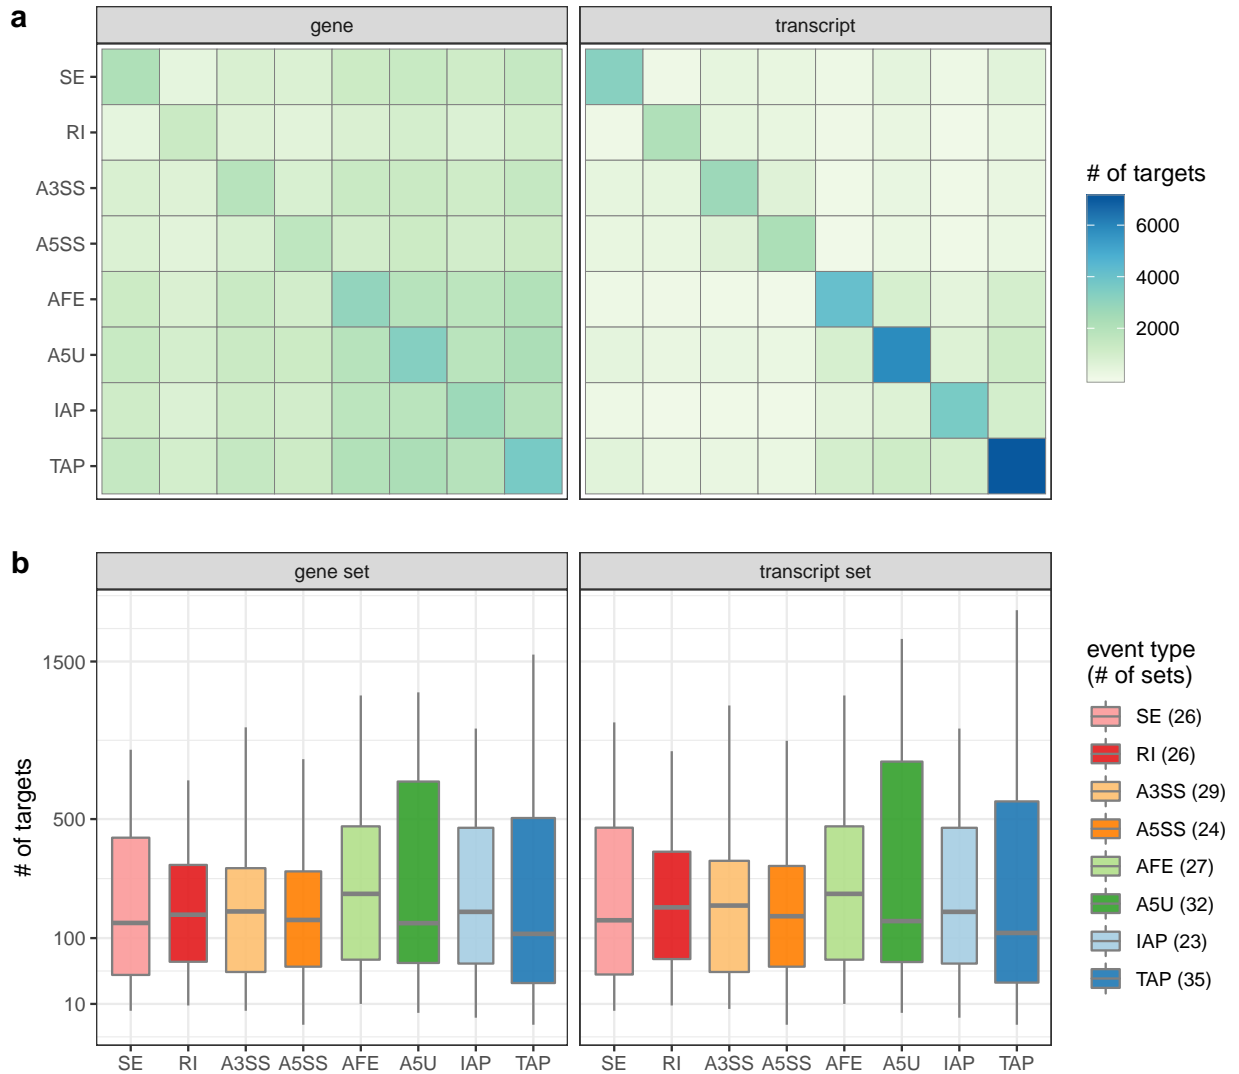 a
gene
transcript
SE
RI
A3SS
A5SS
AFE
A5U
IAP
TAP
# of targets
6000
4000
2000
b
gene set
transcript set
# of targets
1500
500
100
10
SE RI A3SS A5SS AFE A5U IAP TAP
SE RI A3SS A5SS AFE A5U IAP TAP
event type
(# of sets)
SE (26)
RI (26)
A3SS (29)
A5SS (24)
AFE (27)
A5U (32)
IAP (23)
TAP (35)